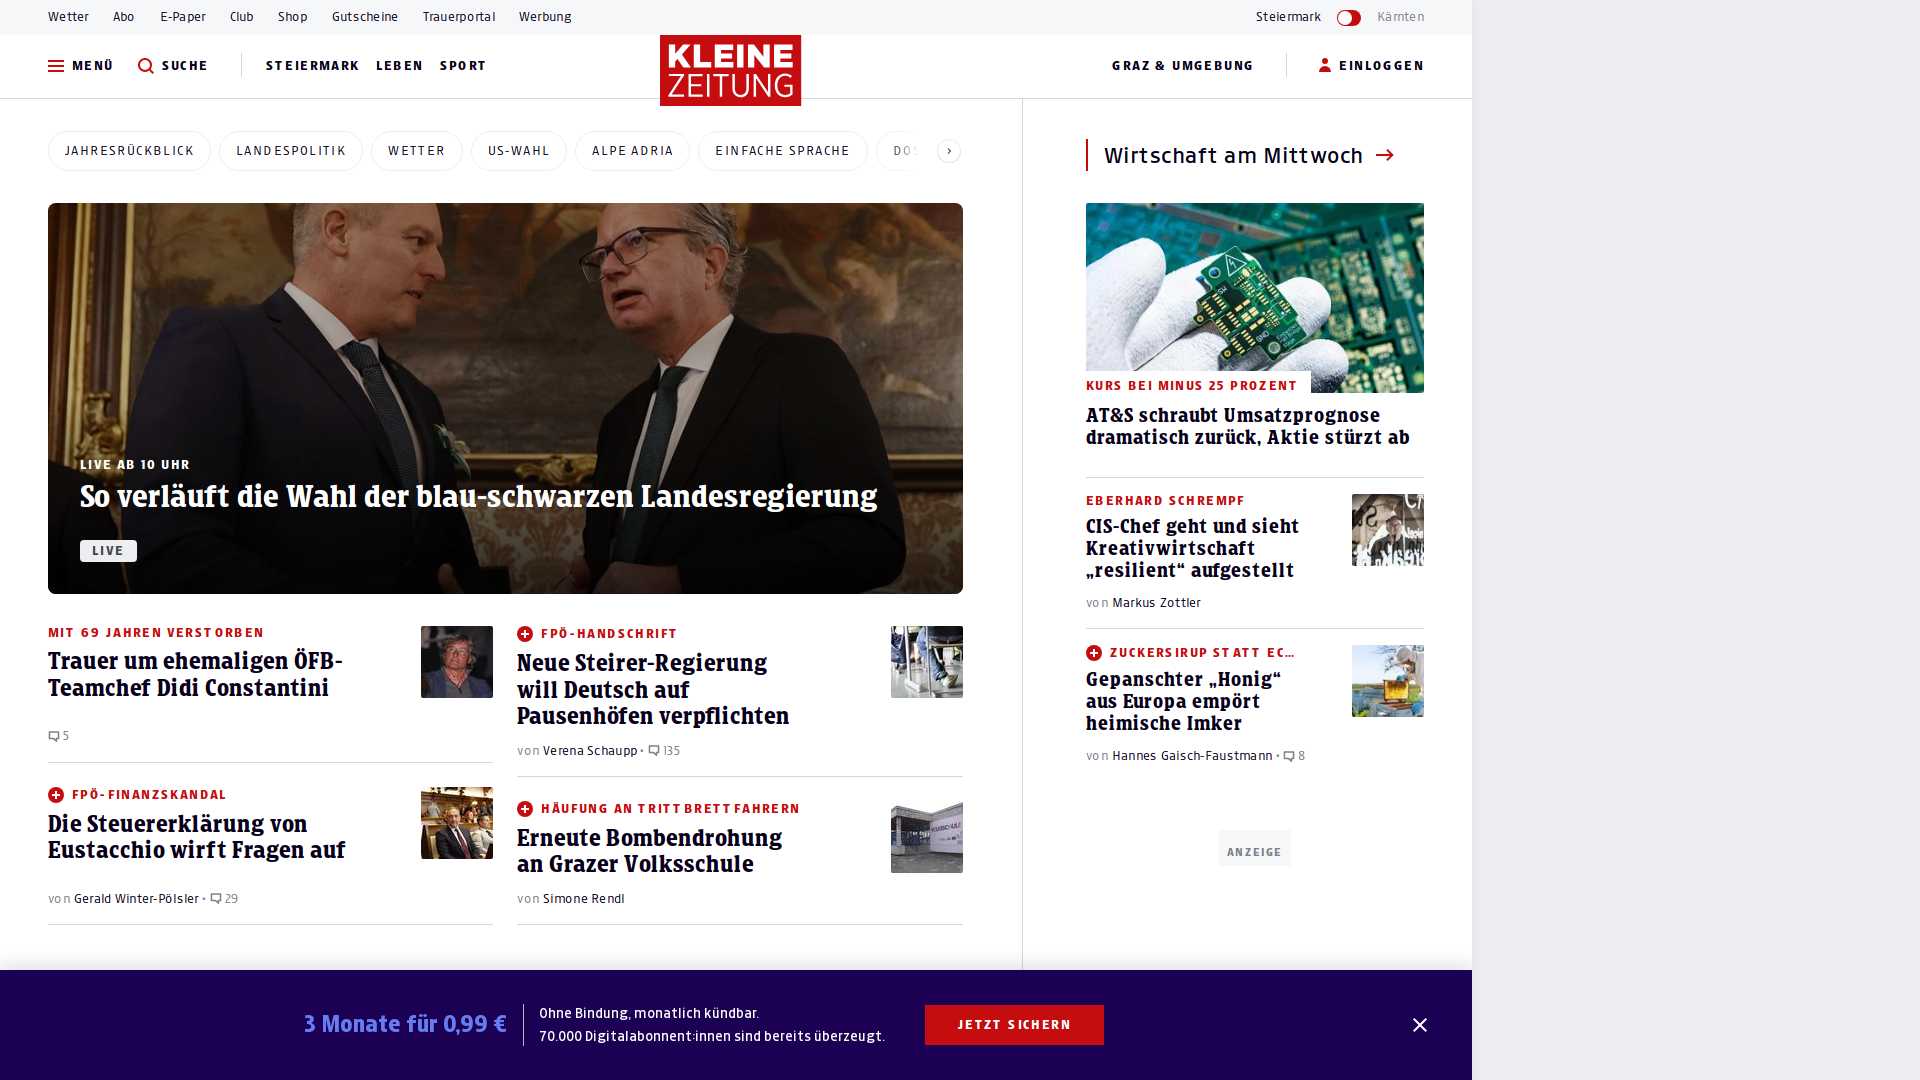 Wetter Abo E-Paper Club Shop Gutscheine Trauerportal Werbung Steiermark Kärnten
MENÜ SUCHE STEIERMARK LEBEN SPORT KLEINE ZEITUNG GRAZ & UMGEBUNG EINLOGGEN
JAHRESRÜCKBLICK LANDESPOLITIK WETTER US-WAHL ALPE ADRIA EINFACHE SPRACHE
LIVE AB 10 UHR
So verläuft die Wahl der blau-schwarzen Landesregierung
LIVE
MIT 69 JAHREN VERSTORBEN
Trauer um ehemaligen ÖFB-
Teamchef Didi Constantini
5
FPÖ-HANDSCHRIFT
Neue Steirer-Regierung
will Deutsch auf
Pausenhöfen verpflichten
von Verena Schaupp • 135
FPÖ-FINANZSKANDAL
Die Steuererklärung von
Eustacchio wirft Fragen auf
von Gerald Winter-Pölsler • 29
HÄUFUNG AN TRITTBRETTFAHRERN
Erneute Bombendrohung
an Grazer Volksschule
von Simone Rendl
Wirtschaft am Mittwoch
KURS BEI MINUS 25 PROZENT
AT&S schraubt Umsatzprognose
dramatisch zurück, Aktie stürzt ab
EBERHARD SCHREMPF
CIS-Chef geht und sieht
Kreativwirtschaft
„resilient“ aufgestellt
von Markus Zottler
ZUCKERSIRUP STATT EC...
Gepanschter „Honig“
aus Europa empört
heimische Imker
von Hannes Gaisch-Faustmann • 8
ANZEIGE
3 Monate für 0,99 €
Ohne Bindung, monatlich kündbar.
70.000 Digitalabonnent:innen sind bereits überzeugt.
JETZT SICHERN